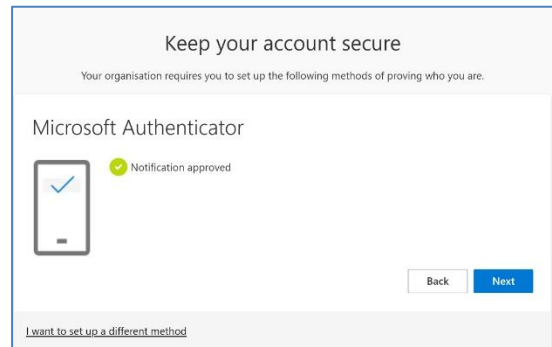 Keep your account secure
Your organisation requires you to set up the following methods of proving who you are.
Microsoft Authenticator
Notification approved
Back Next
I want to set up a different method